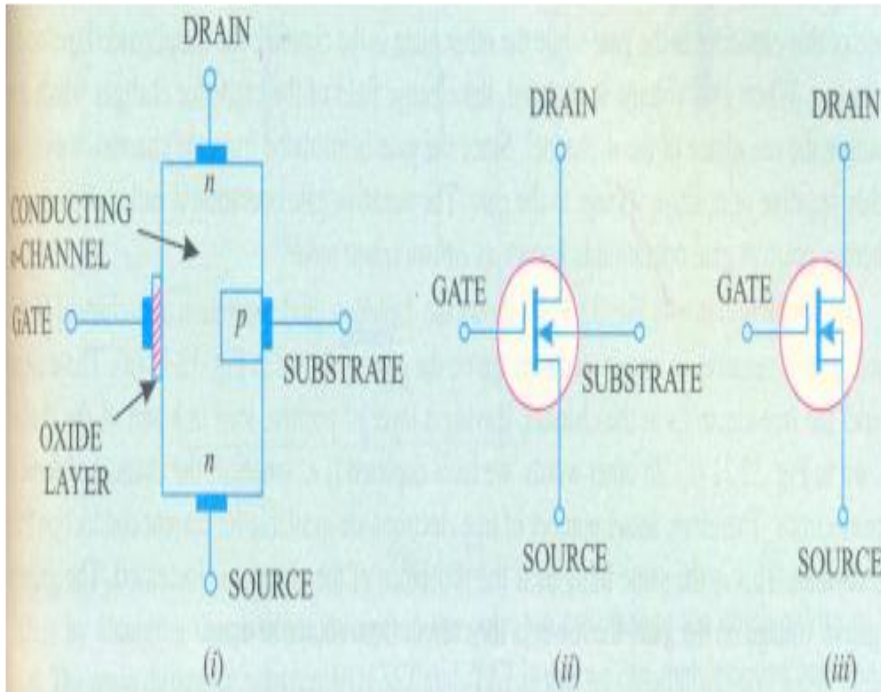 DRAIN
n
CONDUCTING
n-CHANNEL
GATE
p
SUBSTRATE
OXIDE
LAYER
n
SOURCE
(i)
DRAIN
GATE
SUBSTRATE
SOURCE
(ii)
DRAIN
GATE
SOURCE
(iii)